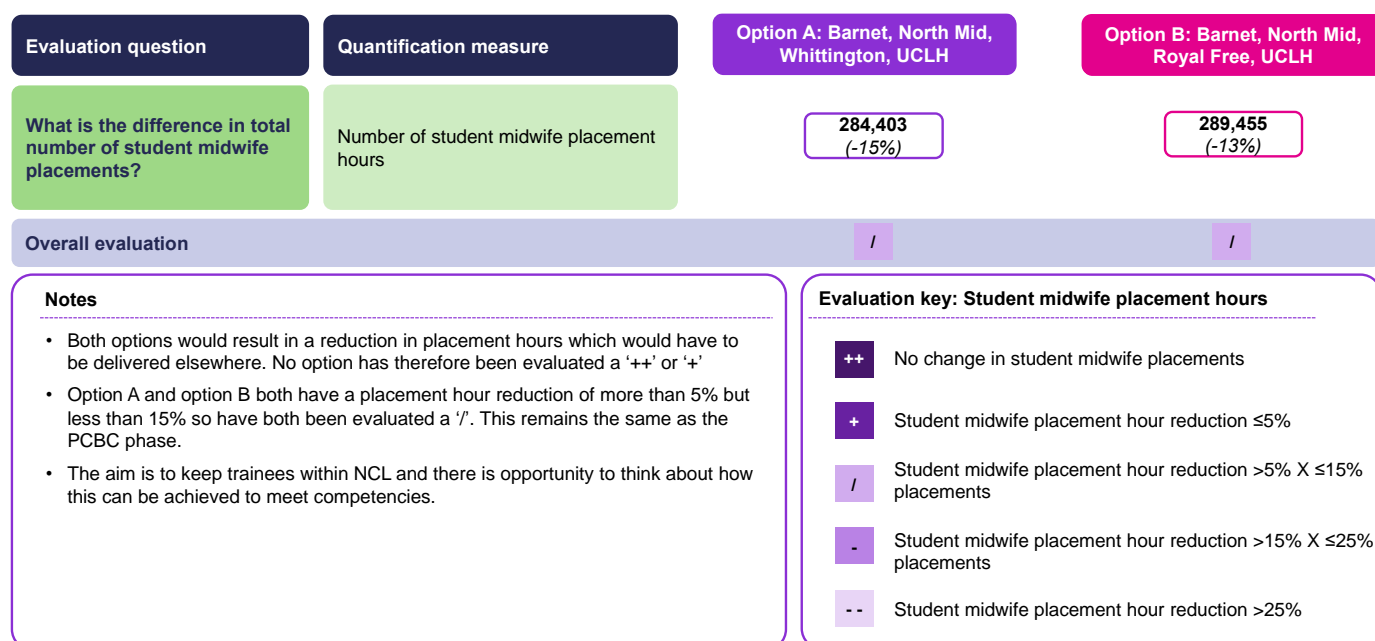 Evaluation question
Quantification measure
Option A: Barnet, North Mid,
Whittington, UCLH
Option B: Barnet, North Mid,
Royal Free, UCLH
What is the difference in total
number of student midwife
placements?
Number of student midwife placement
hours
284,403
(-15%)
289,455
(-13%)
Overall evaluation
/
/
Notes
• Both options would result in a reduction in placement hours which would have to
be delivered elsewhere. No option has therefore been evaluated a ‘++’ or ‘+’
• Option A and option B both have a placement hour reduction of more than 5% but
less than 15% so have both been evaluated a ‘/’. This remains the same as the
PCBC phase.
• The aim is to keep trainees within NCL and there is opportunity to think about how
this can be achieved to meet competencies.
Evaluation key: Student midwife placement hours
++ No change in student midwife placements
+ Student midwife placement hour reduction ≤5%
/ Student midwife placement hour reduction >5% X ≤15%
placements
- Student midwife placement hour reduction >15% X ≤25%
placements
- - Student midwife placement hour reduction >25%